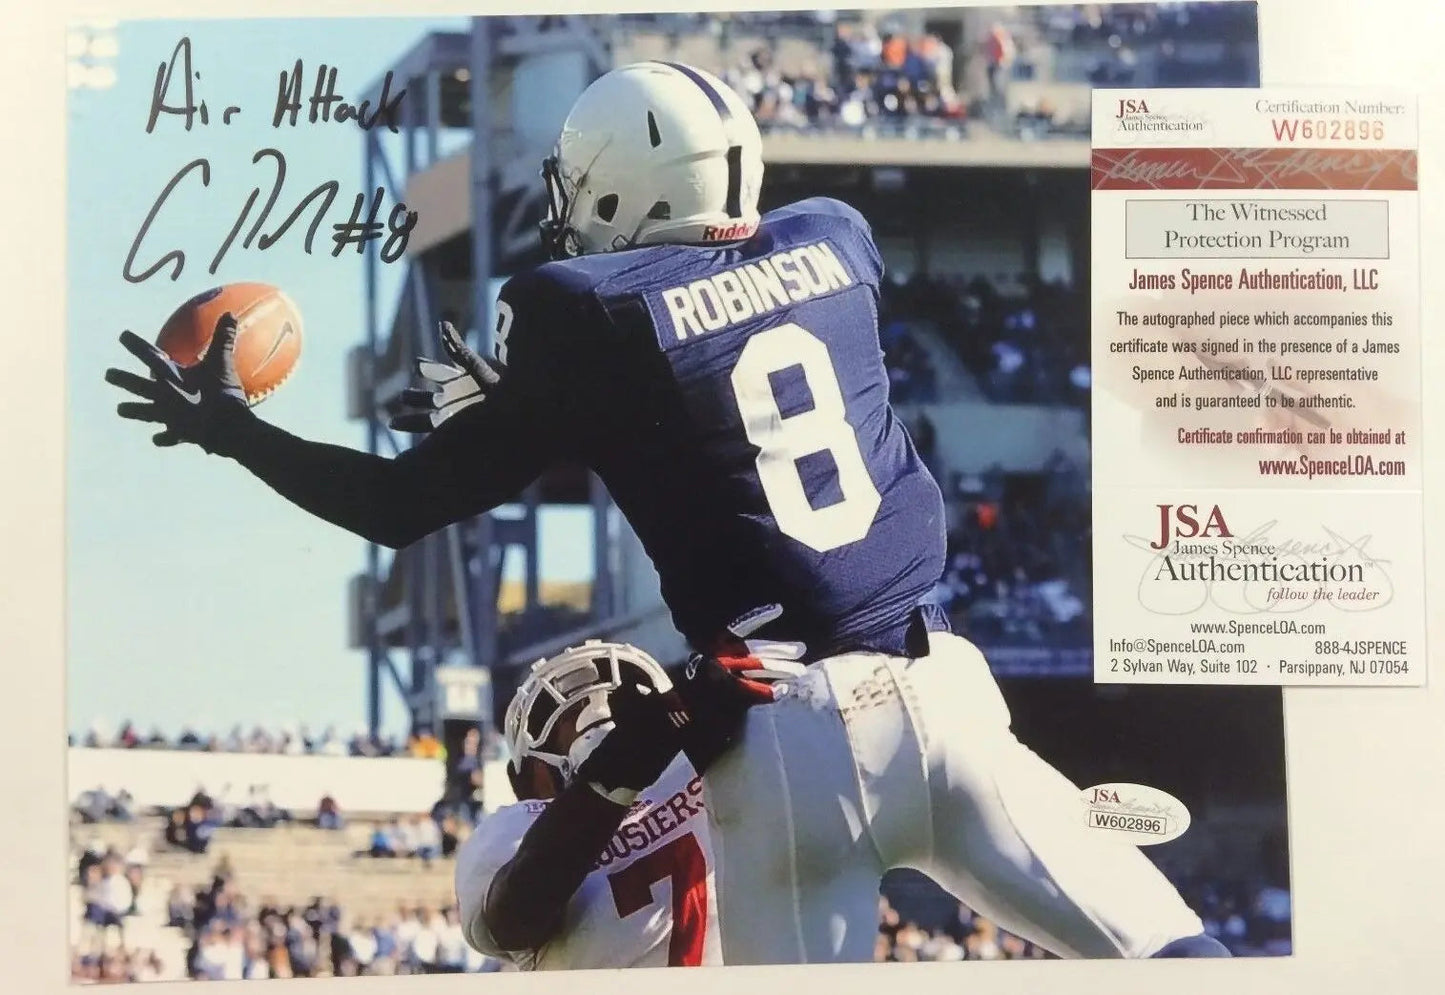 Air Attack
#8
Ridde
ROBINSON
8
8
HOOSIERS
7
JSA
James Spence
Authentication
Certification Number:
W602896
The Witnessed
Protection Program
James Spence Authentication, LLC
The autographed piece which accompanies this
certificate was signed in the presence of a James
Spence Authentication, LLC representative
and is guaranteed to be authentic.
Certificate confirmation can be obtained at
www.SpenceLOA.com
JSA
James Spence
Authentication™
follow the leader
www.SpenceLOA.com
Info@SpenceLOA.com 888-4JSPENCE
2 Sylvan Way, Suite 102 · Parsippany, NJ 07054
JSA
W602896